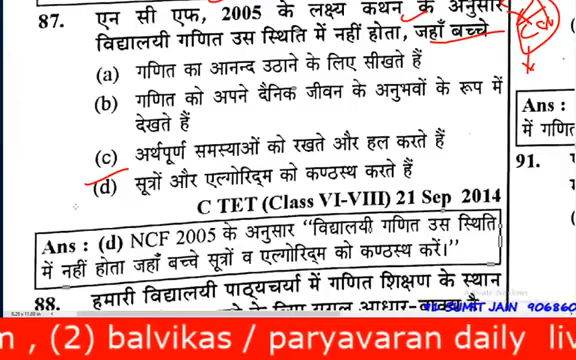 87. एन सी एफ, 2005 के लक्ष्य कथन के अनुसार
विद्यालयी गणित उस स्थिति में नहीं होता, जहाँ बच्चे
(a) गणित का आनन्द उठाने के लिए सीखते हैं
(b) गणित को अपने दैनिक जीवन के अनुभवों के रूप में
देखते हैं
(c) अर्थपूर्ण समस्याओं को रखते और हल करते हैं
(d) सूत्रों और एल्गोरिद्म को कण्ठस्थ करते हैं
C TET (Class VI-VIII) 21 Sep 2014
Ans : (d) NCF 2005 के अनुसार "विद्यालयी गणित उस स्थिति
में नहीं होता जहाँ बच्चे सूत्रों व एल्गोरिद्म को कण्ठस्थ करें।"
88. हमारी विद्यालयी पाठ्यचर्या में गणित शिक्षण के स्थान
Ans :
में गणित
91.
SUMIT JAIN 906860
m , (2) balvikas / paryavaran daily liv